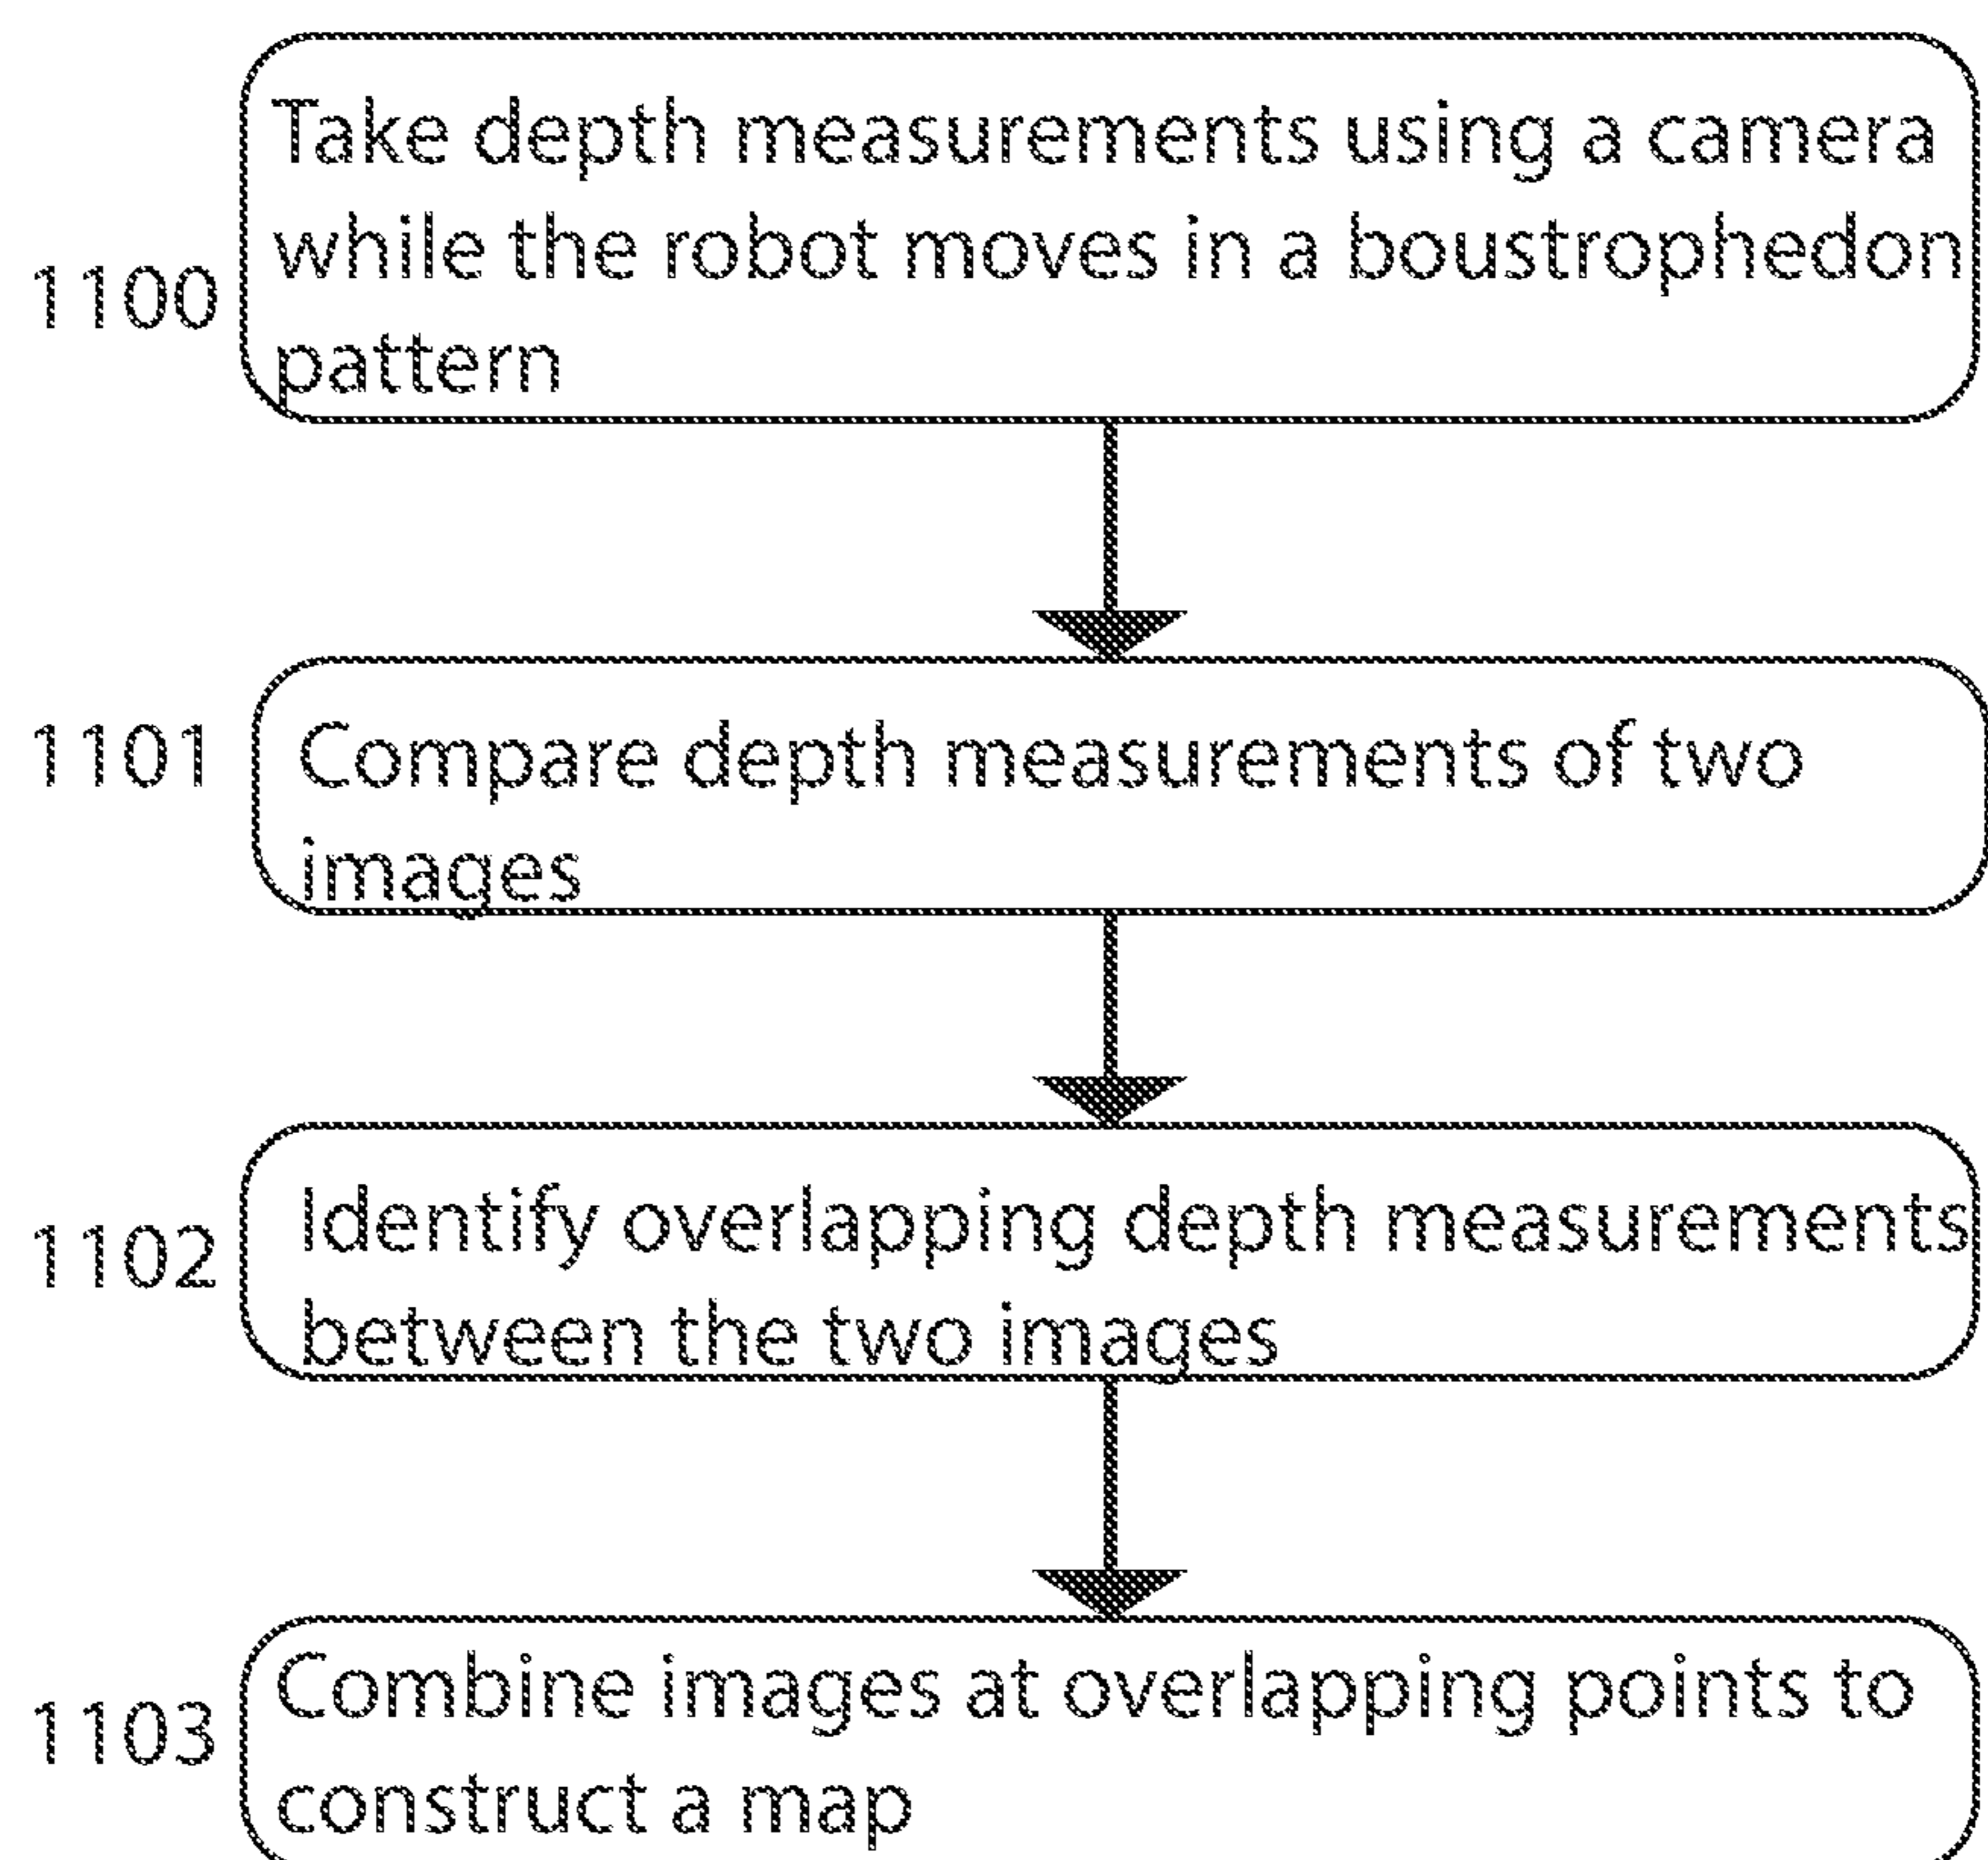 Take depth measurements using a camera
while the robot moves in a boustrophedon
1100
pattern
1101
Compare depth measurements of two
images
Identify overlapping depth measurements
1102
between the two images
Combine images at overlapping points to
1103
construct a map